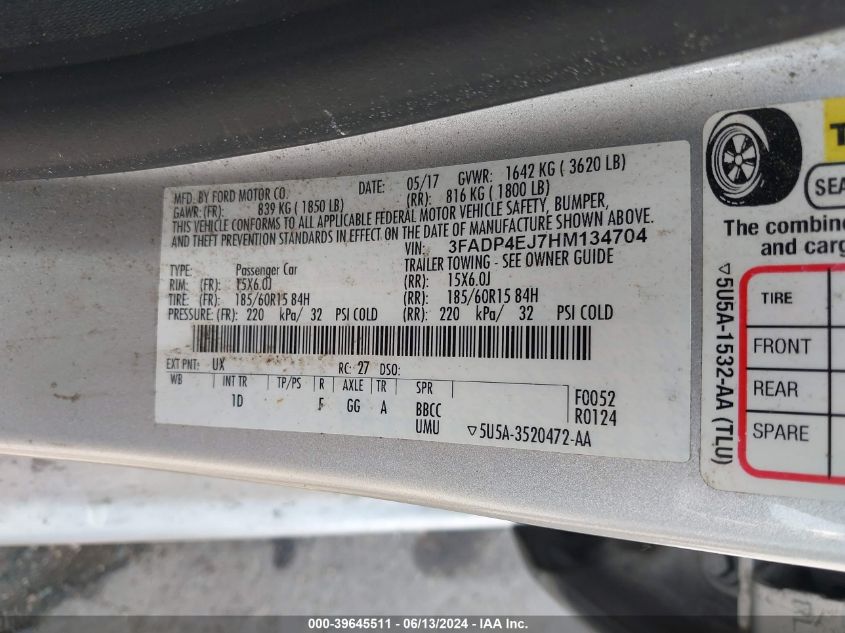 MFD. BY FORD MOTOR CO.
DATE: 05/17 GVWR: 1642 KG ( 3620 LB)
GAWR: (FR): 839 KG ( 1850 LB) (RR): 816 KG ( 1800 LB)
THIS VEHICLE CONFORMS TO ALL APPLICABLE FEDERAL MOTOR VEHICLE SAFETY, BUMPER,
AND THEFT PREVENTION STANDARDS IN EFFECT ON THE DATE OF MANUFACTURE SHOWN ABOVE.
VIN: 3FADP4EJ7HM134704
TYPE: Passenger Car TRAILER TOWING - SEE OWNER GUIDE
RIM: (FR): 15X6.0J (RR): 15X6.0J
TIRE: (FR): 185/60R15 84H (RR): 185/60R15 84H
PRESSURE: (FR): 220 kPa/ 32 PSI COLD (RR): 220 kPa/ 32 PSI COLD
EXT PNT: UX RC: 27 DSO:
WB INT TR TP/PS R AXLE TR SPR
1D F GG A BBCC
UMU
F0052
R0124
▽5U5A-3520472-AA
SEA
The combine
and carg
TIRE
FRONT
REAR
SPARE
▽5U5A-1532-AA (TLU)
000-39645511 - 06/13/2024 - 5U5A-Inc.